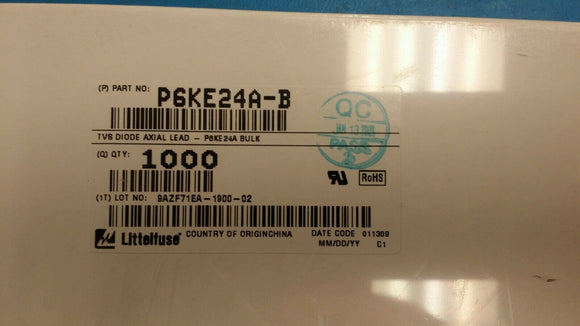 (P) PART NO: P6KE24A-B
TVS DIODE AXIAL LEAD - P6KE24A BULK
(Q) QTY: 1000
QC
RoHS
(1T) LOT NO: 9AZF71EA-1900-02
Littelfuse COUNTRY OF ORIGINCHINA DATE CODE 011309
MM/DD/YY C1